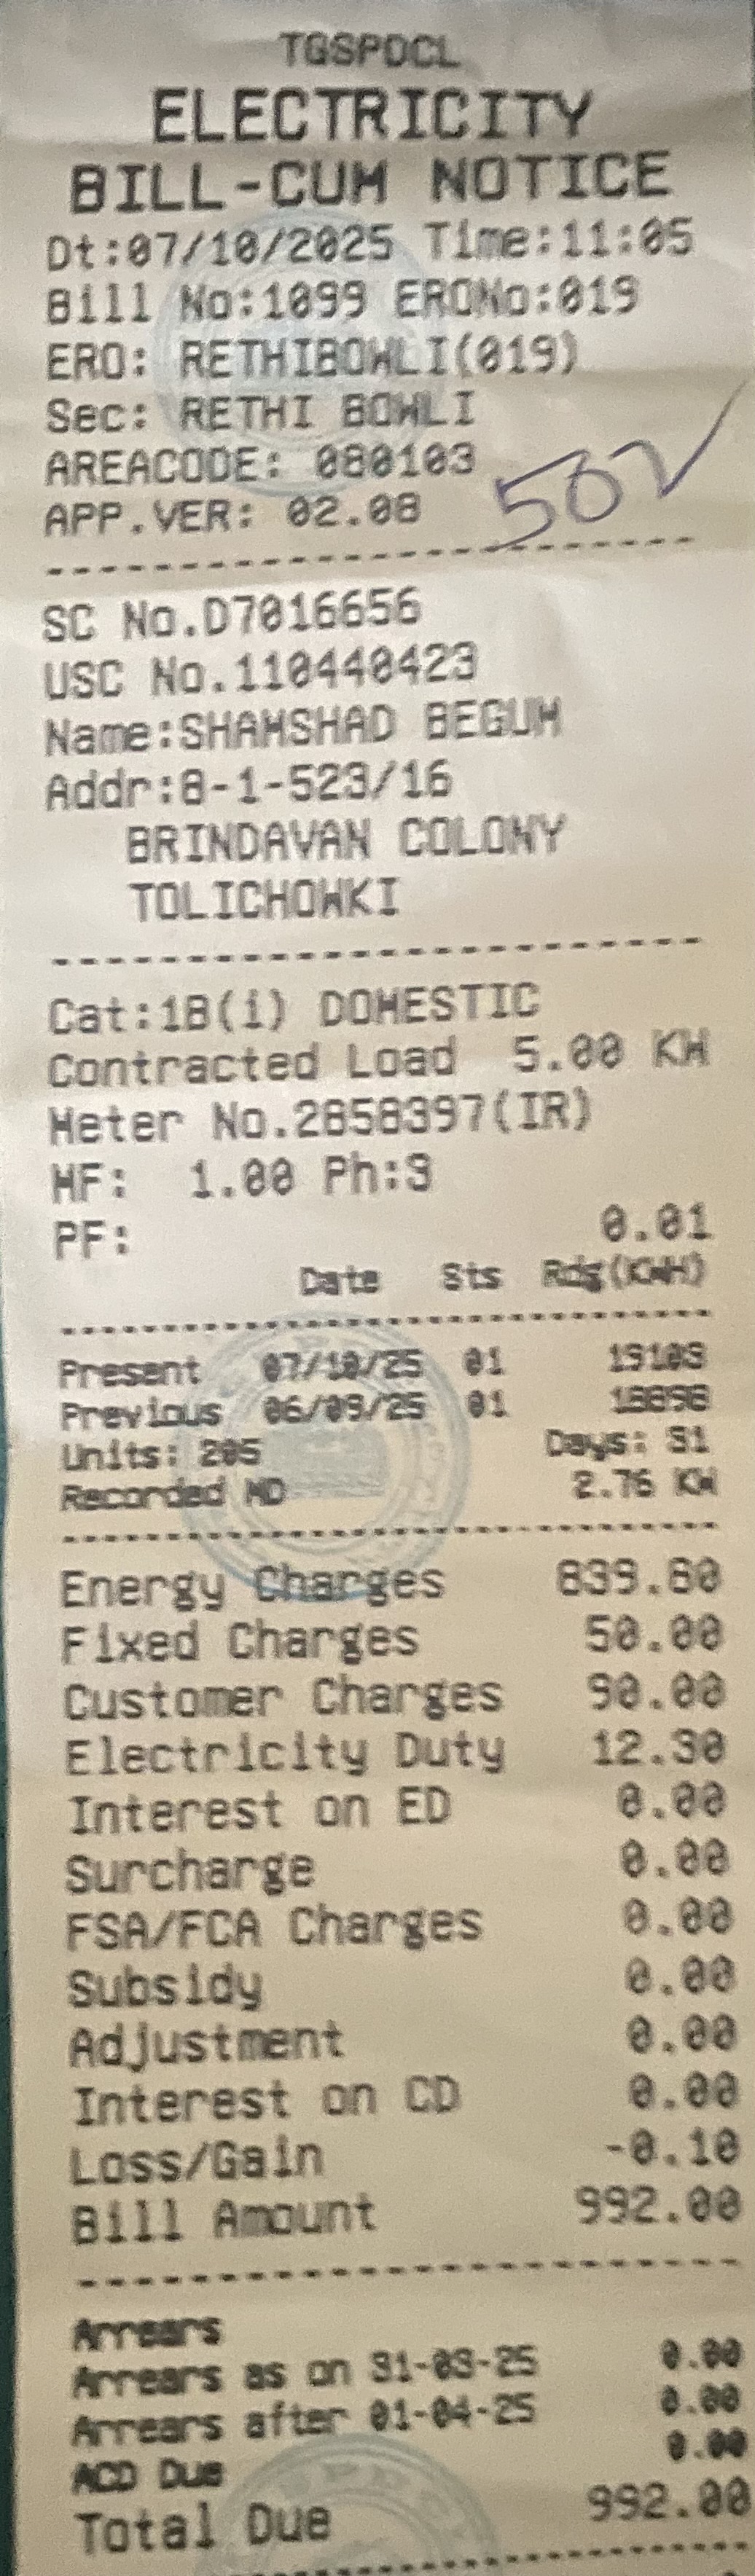 TGSPDCL
ELECTRICITY
BILL-CUM NOTICE
Dt:07/10/2025 Time:11:05
Bill No:1099 ERONo:019
ERO: RETHIBOWLI(019)
Sec: RETHI BOWLI
AREACODE: 080103
502
APP.VER: 02.08
SC No.D7016656
USC No.110440423
Name:SHAMSHAD BEGUM
Addr:8-1-523/16
BRINDAVAN COLONY
TOLICHOWKI
Cat:1B(i) DOMESTIC
Contracted Load 5.00 KW
Meter No.2858397(IR)
MF: 1.00 Ph:3
PF: 0.01
Date Sts Rdg(KWH)
Present 07/10/25 01 19103
Previous 06/09/25 01 18898
Units: 205 Days: 31
Recorded MD 2.76 KW
Energy Charges 839.80
Fixed Charges 50.00
Customer Charges 90.00
Electricity Duty 12.30
Interest on ED 0.00
Surcharge 0.00
FSA/FCA Charges 0.00
Subsidy 0.00
Adjustment 0.00
Interest on CD 0.00
Loss/Gain -0.10
Bill Amount 992.00
Arrears
Arrears as on 31-03-25 0.00
Arrears after 01-04-25 0.00
ACD Due 0.00
Total Due 992.00